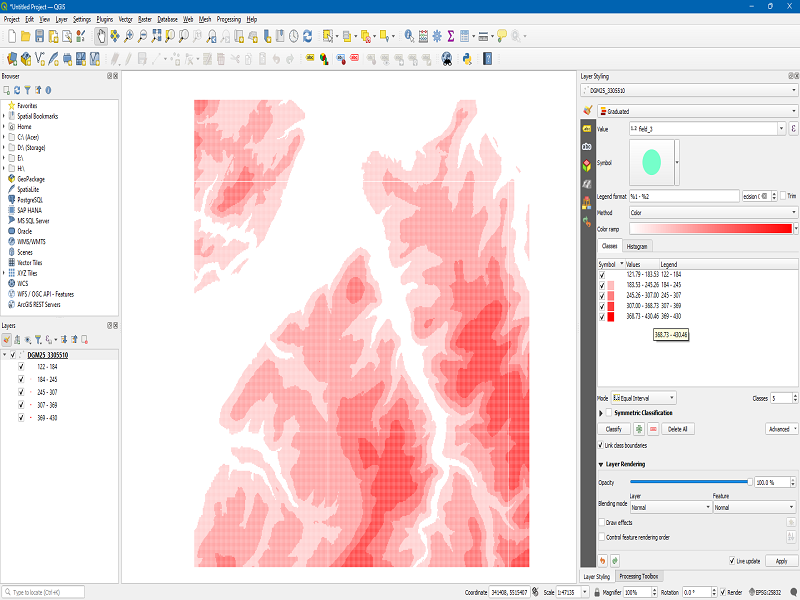 *Untitled Project — QGIS
Project Edit View Layer Settings Plugins Vector Raster Database Web Mesh Processing Help
Browser
Favorites
Spatial Bookmarks
Home
C:\ (Acer)
D:\ (Storage)
E:\
H:\
GeoPackage
SpatiaLite
PostgreSQL
SAP HANA
MS SQL Server
Oracle
WMS/WMTS
Scenes
Vector Tiles
XYZ Tiles
WCS
WFS / OGC API - Features
ArcGIS REST Servers
Layers
DGM25_3305510
122 - 184
184 - 245
245 - 307
307 - 369
369 - 430
Layer Styling
DGM25_3305510
Graduated
Value 1.2 field_3
Symbol
Legend format %1 - %2 Trim
Method Color
Color ramp
Classes Histogram
Symbol Values Legend
121.79 - 183.53 122 - 184
183.53 - 245.26 184 - 245
245.26 - 307.00 245 - 307
307.00 - 368.73 307 - 369
368.73 - 430.46 369 - 430
368.73 - 430.46
Mode Equal Interval Classes 5
Symmetric Classification
Classify Delete All Advanced
Link class boundaries
Layer Rendering
Opacity 100.0 %
Layer Feature
Blending mode Normal Normal
Draw effects
Control feature rendering order
Live update Apply
Layer Styling Processing Toolbox
Type to locate (Ctrl+K) Coordinate 341408, 5515407 Scale 1:47135 Magnifier 100% Rotation 0.0 ° Render EPSG:25832